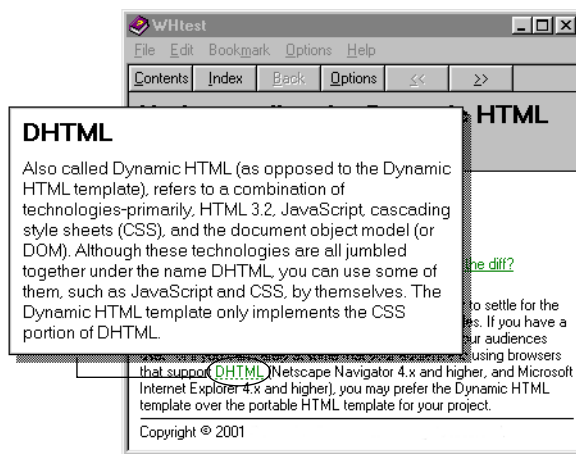 WHtest
File Edit Bookmark Options Help
Contents Index Back Options << >>
HTML
DHTML
Also called Dynamic HTML (as opposed to the Dynamic
HTML template), refers to a combination of
technologies-primarily, HTML 3.2, JavaScript, cascading
style sheets (CSS), and the document object model (or
DOM). Although these technologies are all jumbled
together under the name DHTML, you can use some of
them, such as JavaScript and CSS, by themselves. The
Dynamic HTML template only implements the CSS
portion of DHTML.
the diff?
to settle for the
If you have a
audiences
using browsers
that support DHTML (Netscape Navigator 4.x and higher, and Microsoft
Internet Explorer 4.x and higher), you may prefer the Dynamic HTML
template over the portable HTML template for your project.
Copyright © 2001